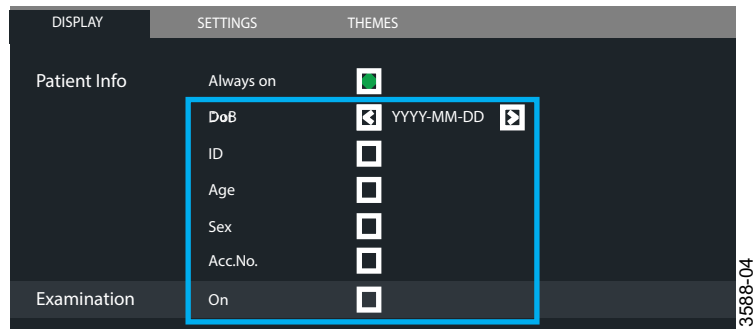 DISPLAY SETTINGS THEMES
Patient Info Always on
DoB YYYY-MM-DD
ID
Age
Sex
Acc.No.
Examination On
3588-04